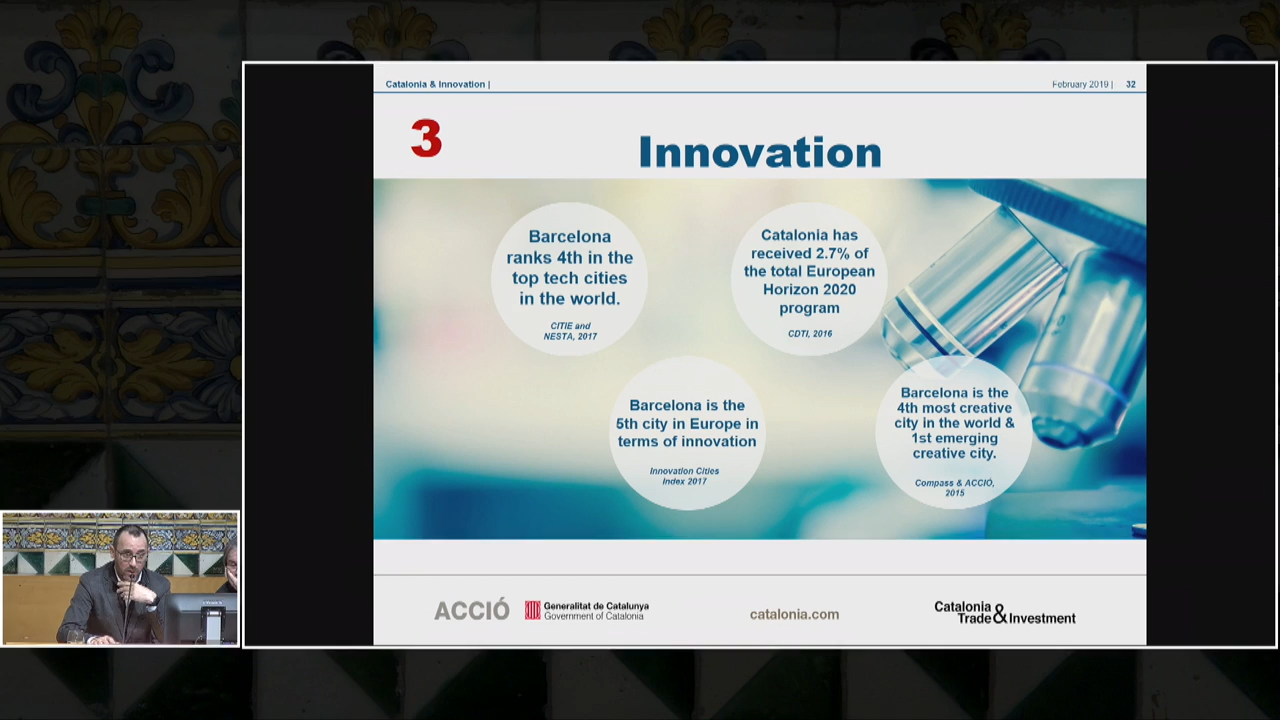 Catalonia & Innovation |
February 2019 | 32
3
Innovation
Barcelona
ranks 4th in the
top tech cities
in the world.
CITIE and
NESTA, 2017
Catalonia has
received 2.7% of
the total European
Horizon 2020
program
CDTI, 2016
Barcelona is the
5th city in Europe in
terms of innovation
Innovation Cities
Index 2017
Barcelona is the
4th most creative
city in the world &
1st emerging
creative city.
Compass & ACCIÓ,
2015
ACCIÓ
Generalitat de Catalunya
Government of Catalonia
catalonia.com
Catalonia
Trade & Investment